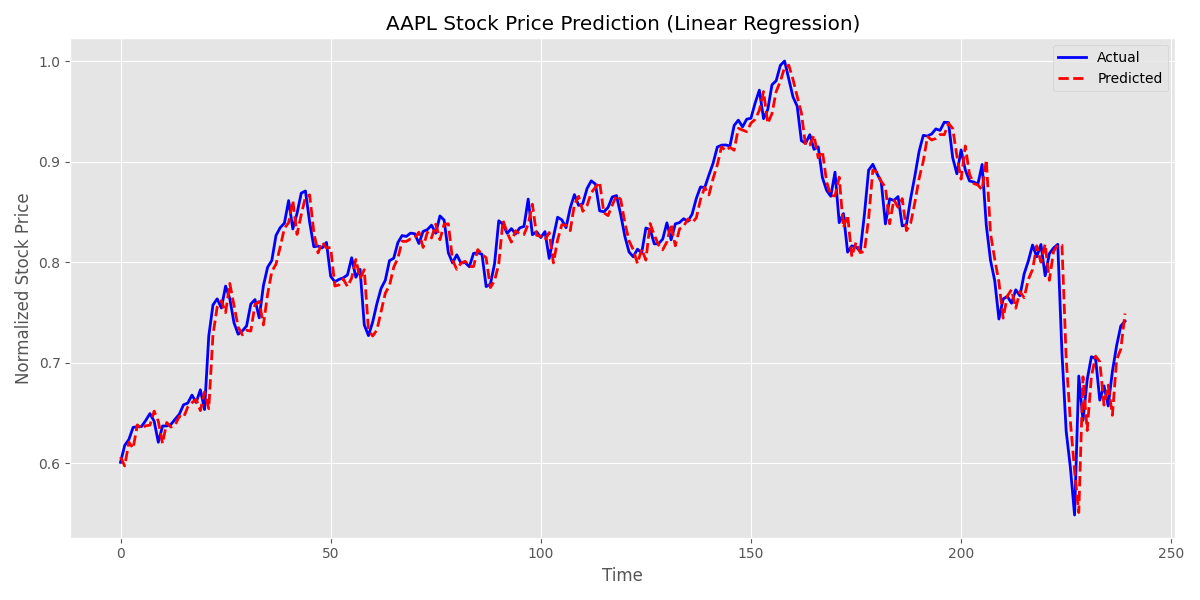 AAPL Stock Price Prediction (Linear Regression)
Actual
Predicted
Normalized Stock Price
1.0
0.9
0.8
0.7
0.6
0
50
100
150
200
250
Time